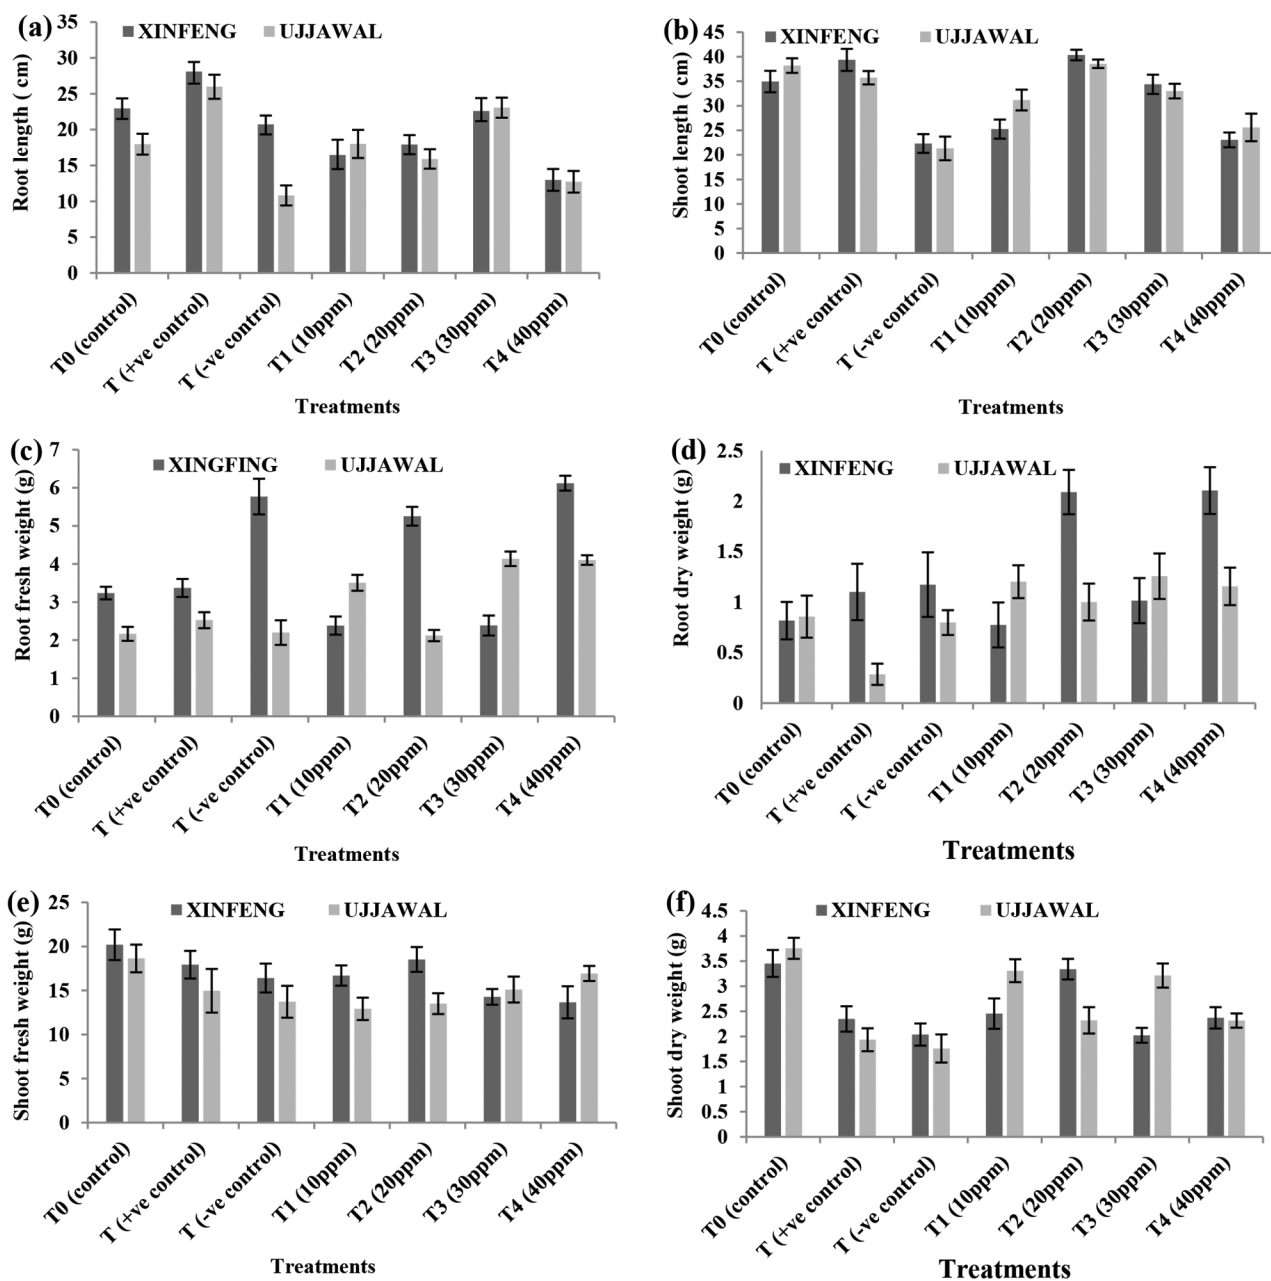 (a)
XINFENG UJJAWAL
Root length ( cm)
35
30
25
20
15
10
5
0
T0 (control)
T (+ve control)
T (-ve control)
T1 (10ppm)
T2 (20ppm)
T3 (30ppm)
T4 (40ppm)
Treatments
(b)
XINFENG UJJAWAL
Shoot length ( cm)
45
40
35
30
25
20
15
10
5
0
T0 (control)
T (+ve control)
T (-ve control)
T1 (10ppm)
T2 (20ppm)
T3 (30ppm)
T4 (40ppm)
Treatments
(c)
XINGFING UJJAWAL
Root fresh weight (g)
7
6
5
4
3
2
1
0
T0 (control)
T (+ve control)
T (-ve control)
T1 (10ppm)
T2 (20ppm)
T3 (30ppm)
T4 (40ppm)
Treatments
(d)
XINFENG UJJAWAL
Root dry weight (g)
2.5
2
1.5
1
0.5
0
T0 (control)
T (+ve control)
T (-ve control)
T1 (10ppm)
T2 (20ppm)
T3 (30ppm)
T4 (40ppm)
Treatments
(e)
XINFENG UJJAWAL
Shoot fresh weight (g)
25
20
15
10
5
0
T0 (control)
T (+ve control)
T (-ve control)
T1 (10ppm)
T2 (20ppm)
T3 (30ppm)
T4 (40ppm)
Treatments
(f)
XINFENG UJJAWAL
Shoot dry weight (g)
4.5
4
3.5
3
2.5
2
1.5
1
0.5
0
T0 (control)
T (+ve control)
T (-ve control)
T1 (10ppm)
T2 (20ppm)
T3 (30ppm)
T4 (40ppm)
Treatments